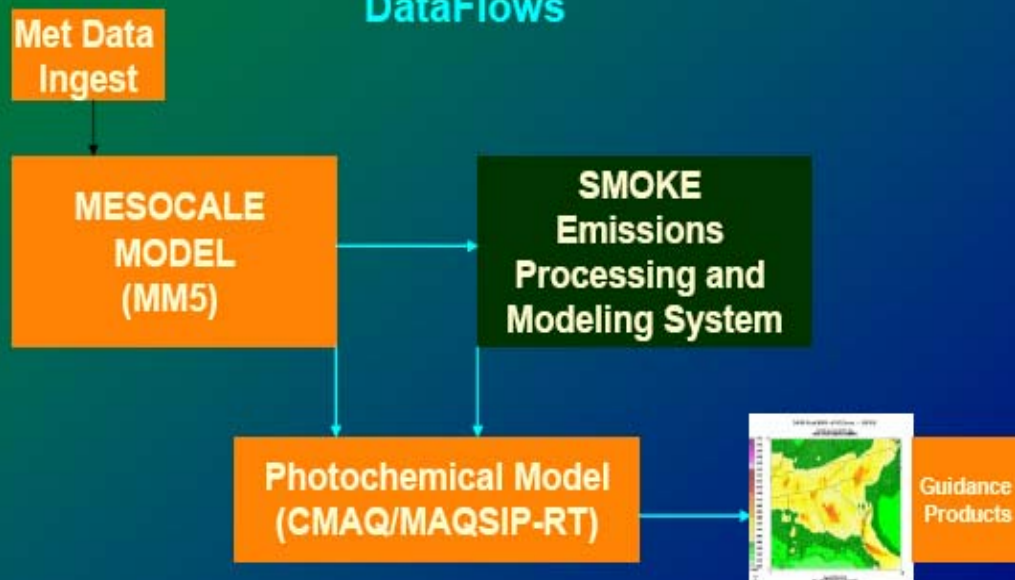 DataFlows
Met Data
Ingest
MESOCALE
MODEL
(MM5)
SMOKE
Emissions
Processing and
Modeling System
Photochemical Model
(CMAQ/MAQSIP-RT)
Guidance
Products